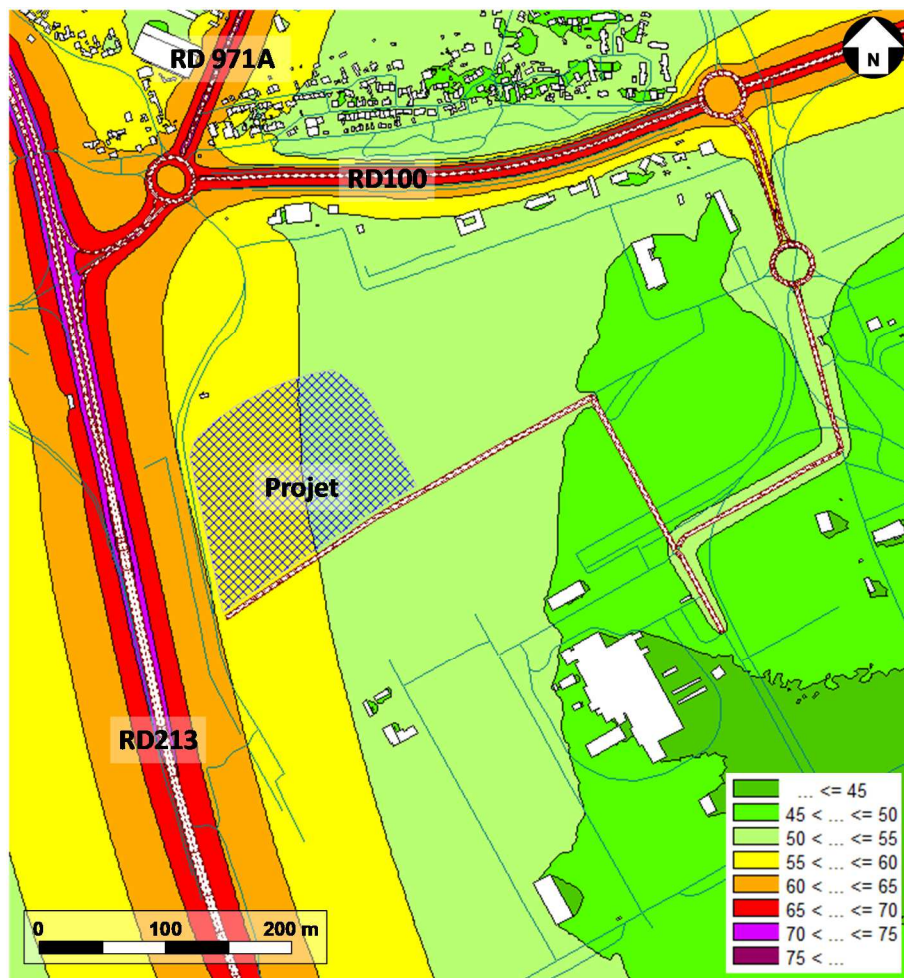 RD 971A
N
RD100
Projet
RD213
0 100 200 m
... <= 45
45 < ... <= 50
50 < ... <= 55
55 < ... <= 60
60 < ... <= 65
65 < ... <= 70
70 < ... <= 75
75 < ...